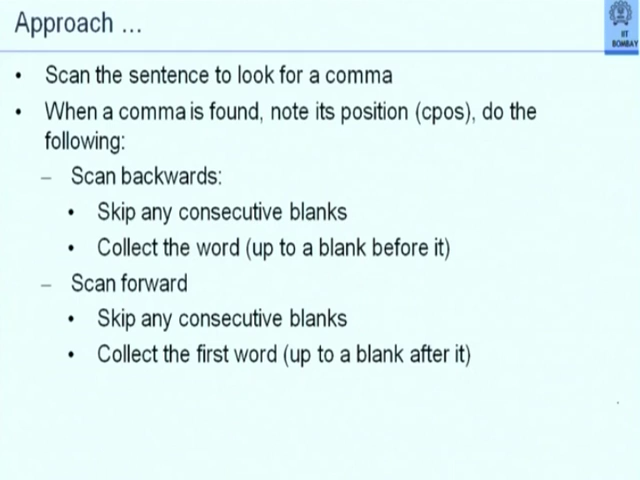 Approach ...
IIT
BOMBAY
• Scan the sentence to look for a comma
• When a comma is found, note its position (cpos), do the
following:
– Scan backwards:
• Skip any consecutive blanks
• Collect the word (up to a blank before it)
– Scan forward
• Skip any consecutive blanks
• Collect the first word (up to a blank after it)